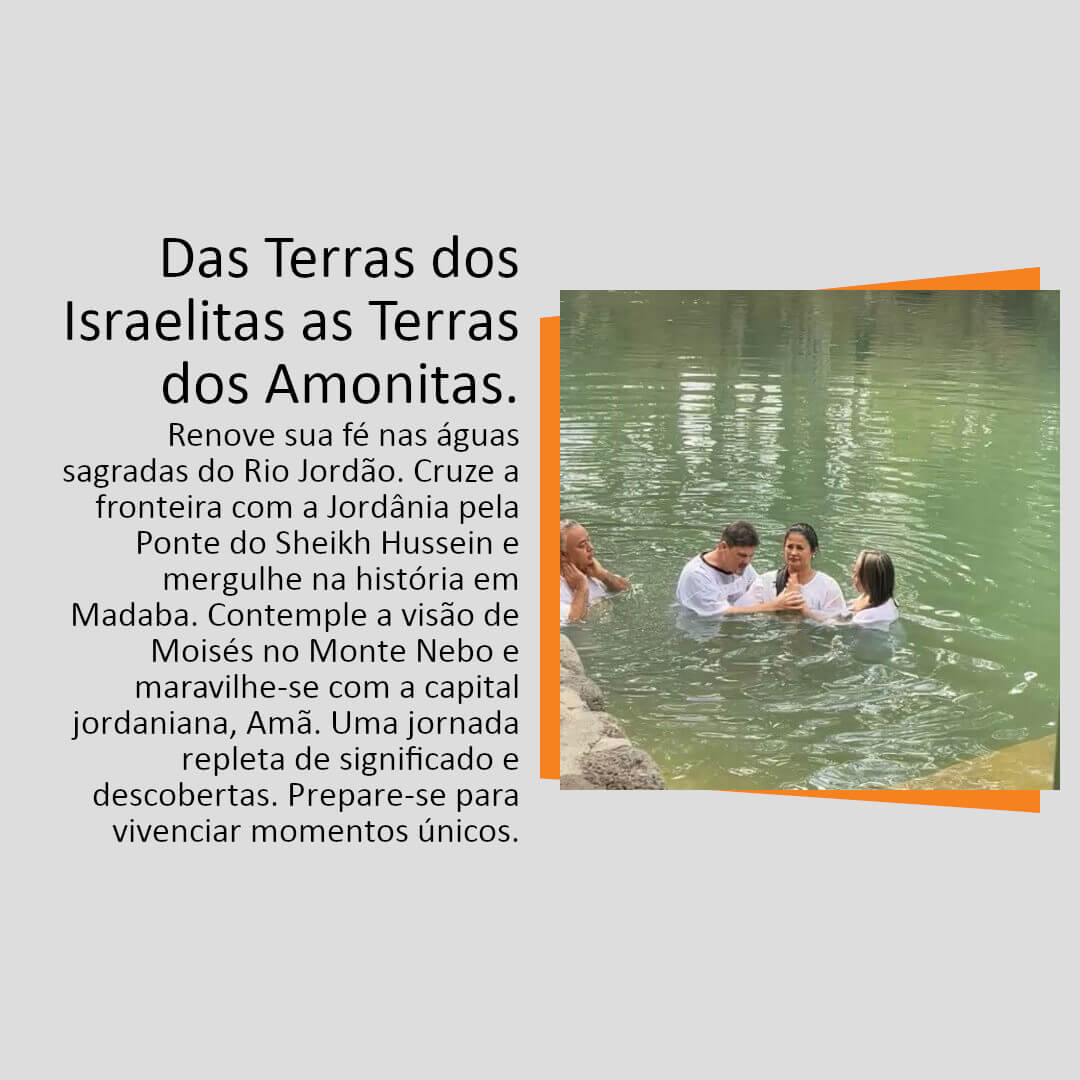 Das Terras dos
Israelitas as Terras
dos Amonitas.
Renove sua fé nas águas
sagradas do Rio Jordão. Cruze a
fronteira com a Jordânia pela
Ponte do Sheikh Hussein e
mergulhe na história em
Madaba. Contemple a visão de
Moisés no Monte Nebo e
maravilhe-se com a capital
jordaniana, Amã. Uma jornada
repleta de significado e
descobertas. Prepare-se para
vivenciar momentos únicos.